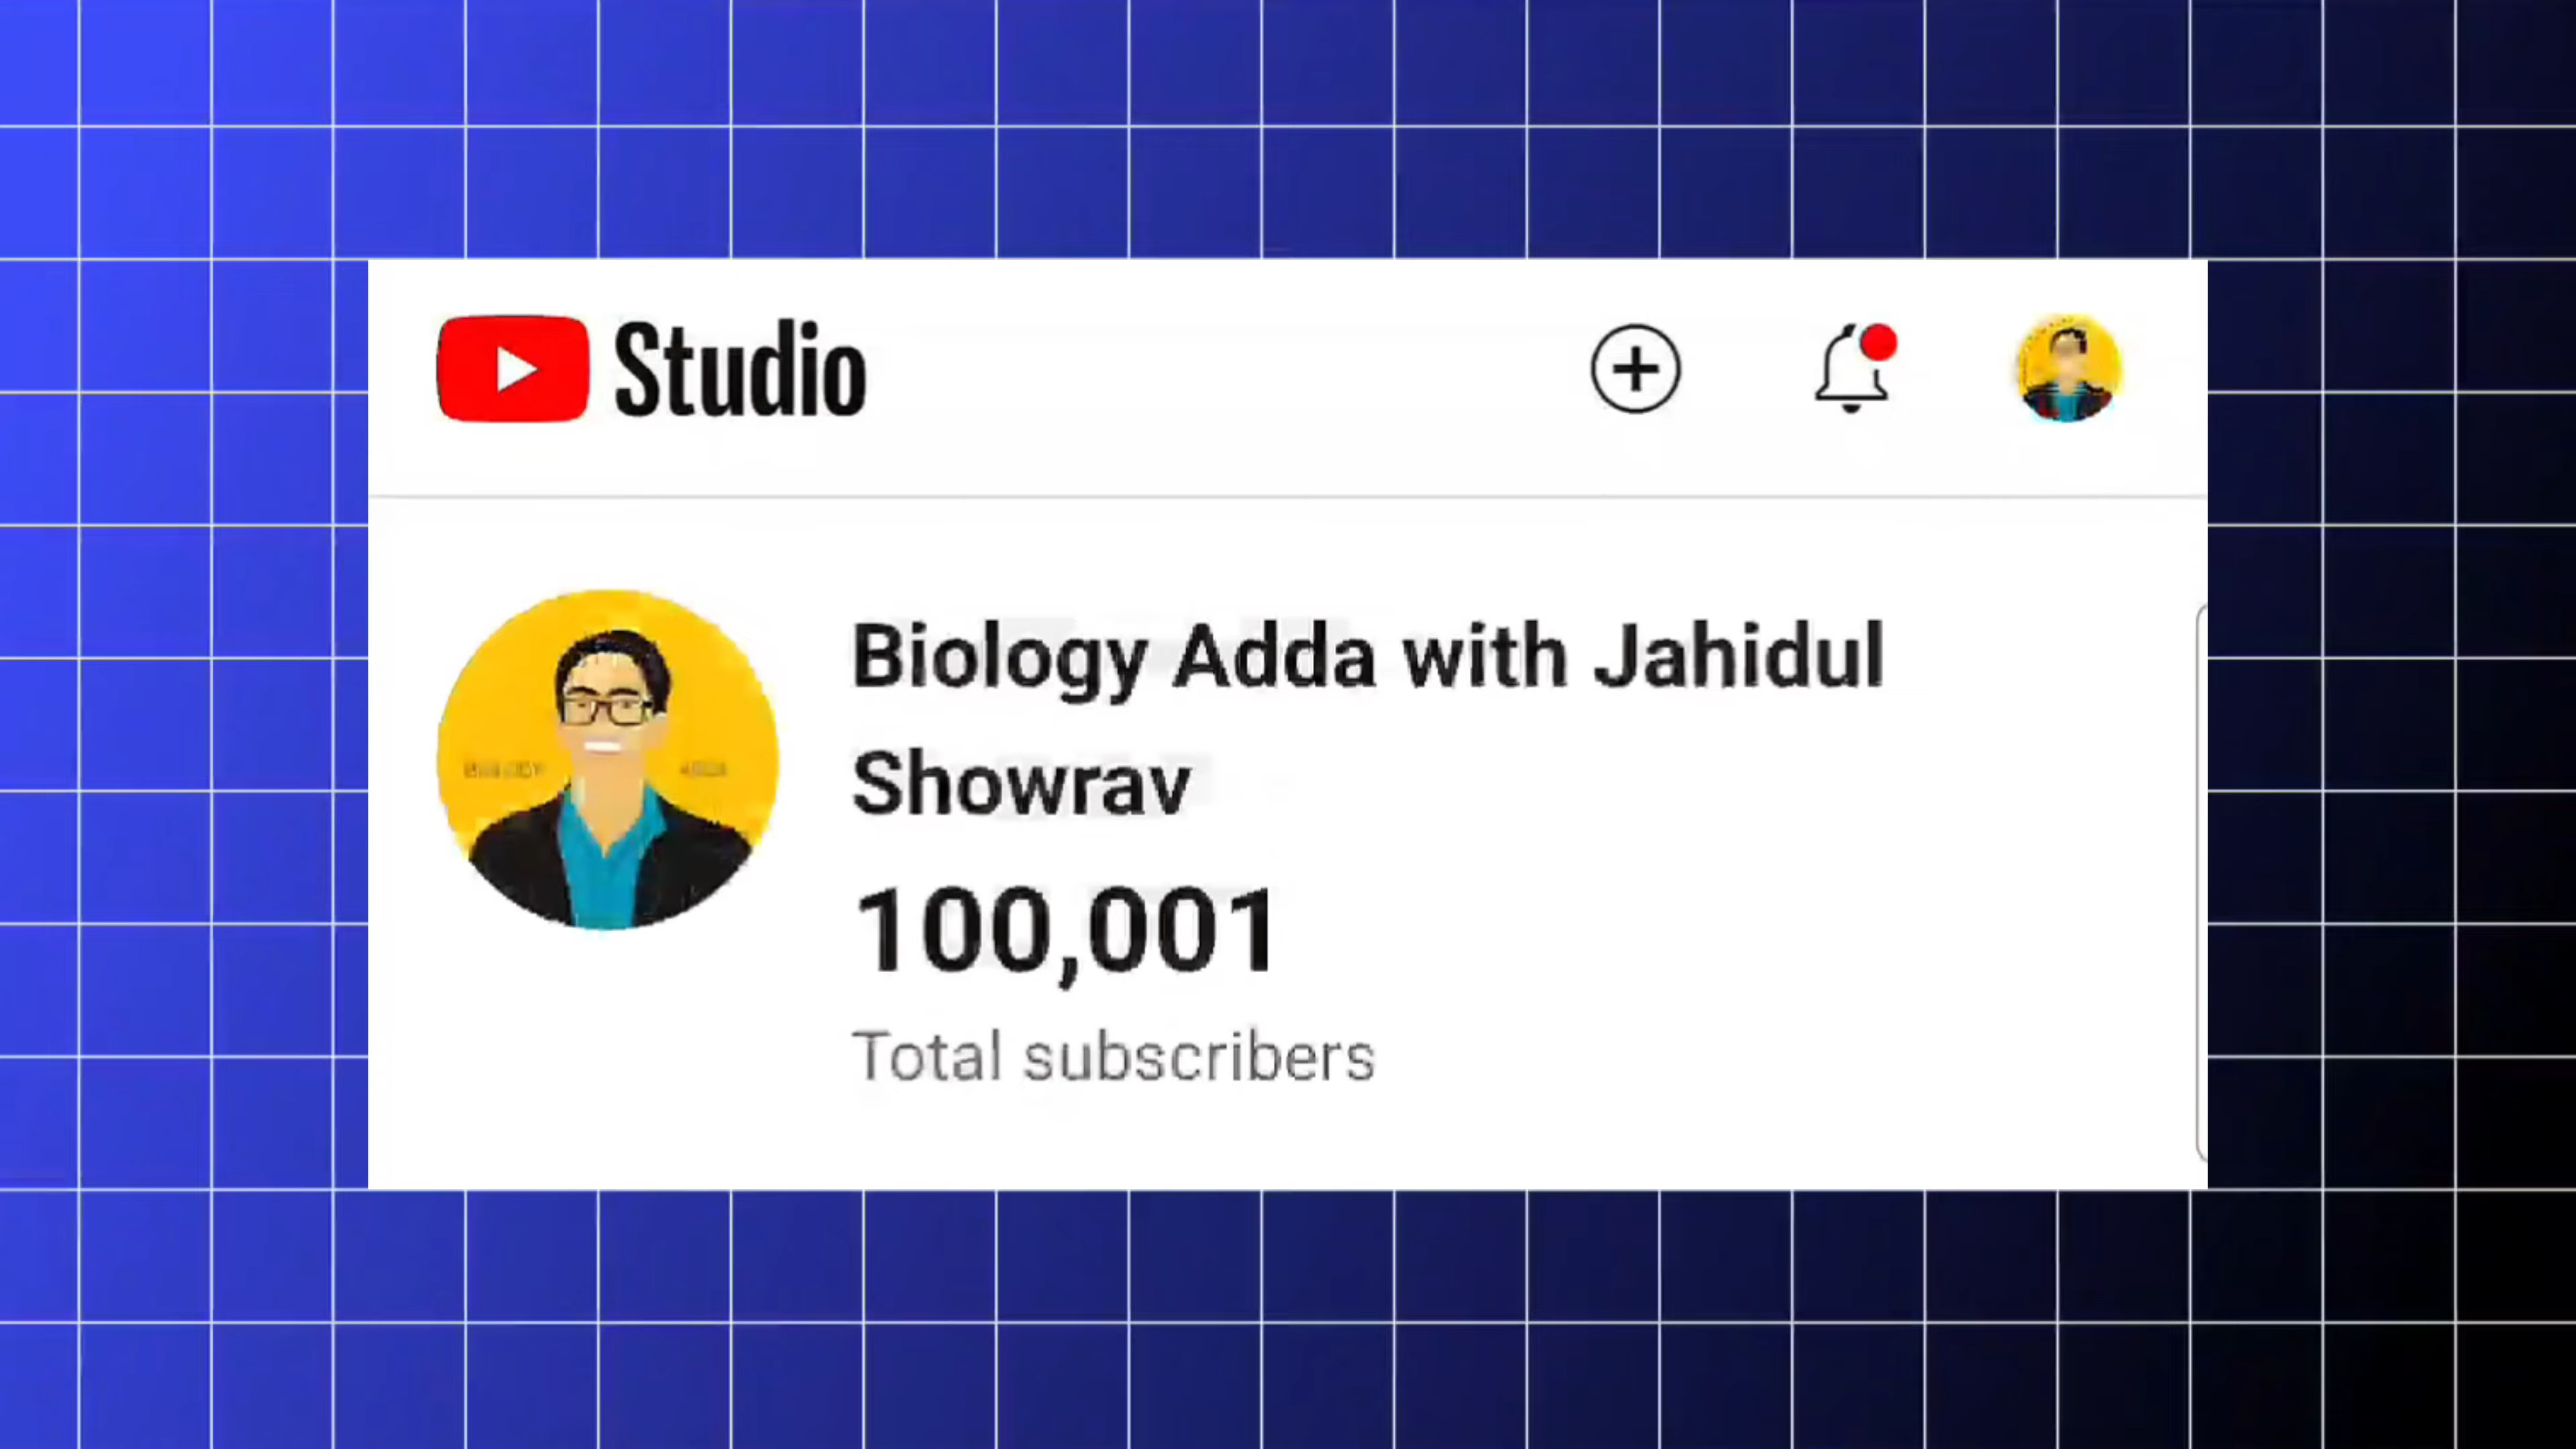 Studio
Biology Adda with Jahidul
Showrav
100,001
Total subscribers